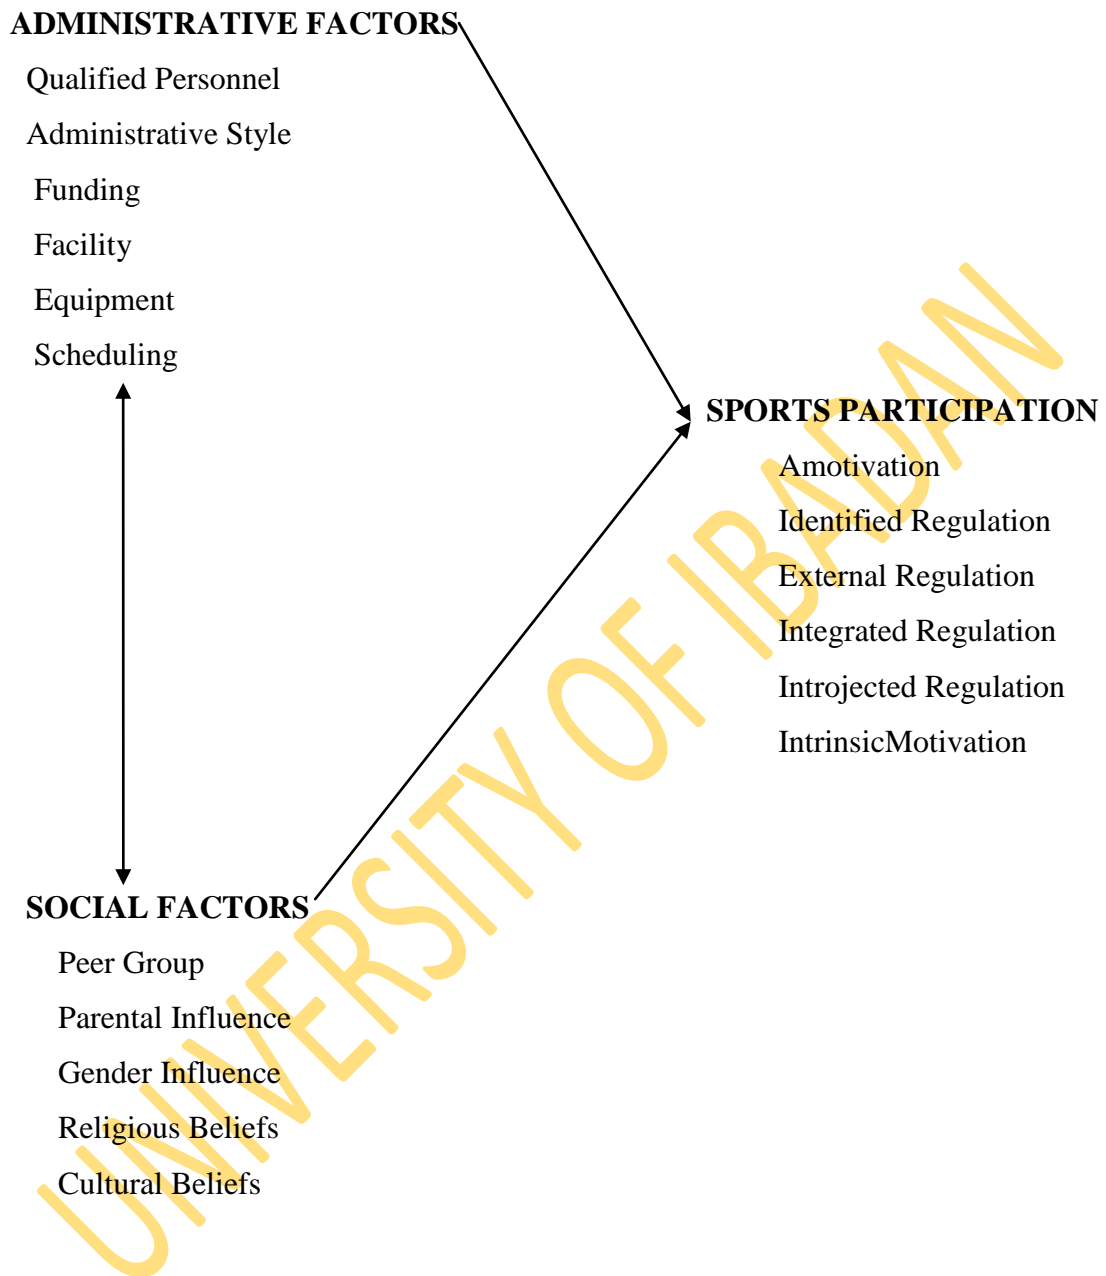 ADMINISTRATIVE FACTORS
Qualified Personnel
Administrative Style
Funding
Facility
Equipment
Scheduling
SPORTS PARTICIPATION
Amotivation
Identified Regulation
External Regulation
Integrated Regulation
Introjected Regulation
IntrinsicMotivation
SOCIAL FACTORS
Peer Group
Parental Influence
Gender Influence
Religious Beliefs
Cultural Beliefs
UNIVERSITY OF IBADAN